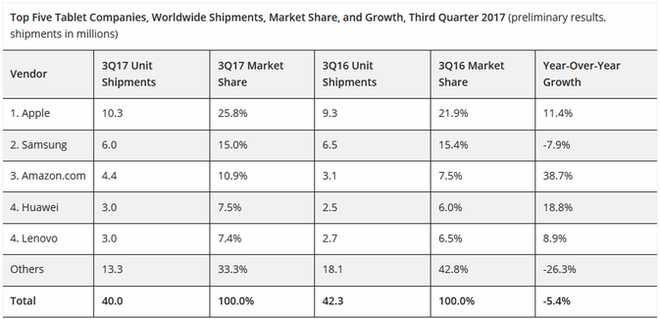 Top Five Tablet Companies, Worldwide Shipments, Market Share, and Growth, Third Quarter 2017 (preliminary results,
shipments in millions)
Vendor 3Q17 Unit Shipments 3Q17 Market Share 3Q16 Unit Shipments 3Q16 Market Share Year-Over-Year Growth
1. Apple 10.3 25.8% 9.3 21.9% 11.4%
2. Samsung 6.0 15.0% 6.5 15.4% -7.9%
3. Amazon.com 4.4 10.9% 3.1 7.5% 38.7%
4. Huawei 3.0 7.5% 2.5 6.0% 18.8%
4. Lenovo 3.0 7.4% 2.7 6.5% 8.9%
Others 13.3 33.3% 18.1 42.8% -26.3%
Total 40.0 100.0% 42.3 100.0% -5.4%